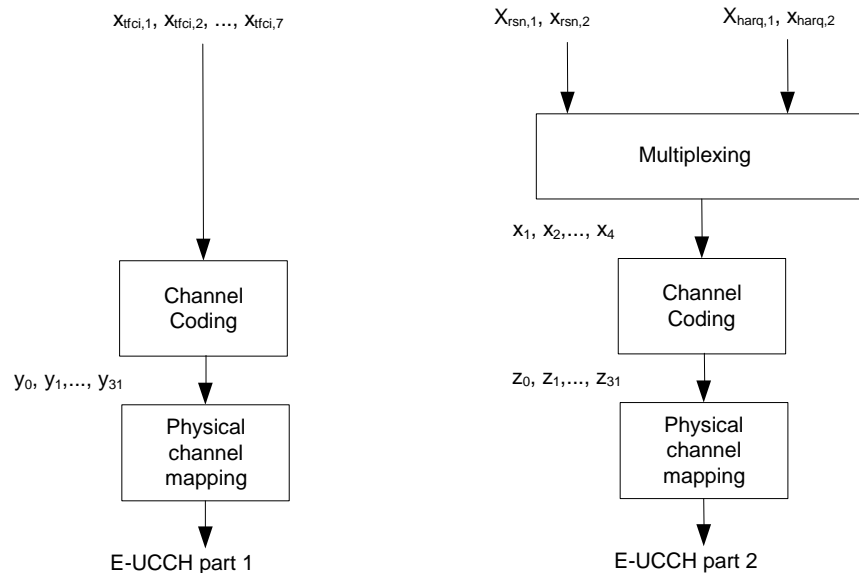 xtfci,1, xtfci,2, ..., xtfci,7
Channel
Coding
y0, y1,..., y31
Physical
channel
mapping
E-UCCH part 1
Xrsn,1, xrsn,2
Xharq,1, xharq,2
Multiplexing
x1, x2,..., x4
Channel
Coding
z0, z1,..., z31
Physical
channel
mapping
E-UCCH part 2